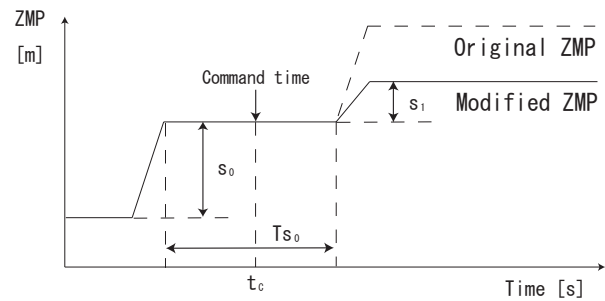 ZMP
[m]
Original ZMP
Command time
s₁
Modified ZMP
s₀
Ts₀
t꜀
Time [s]